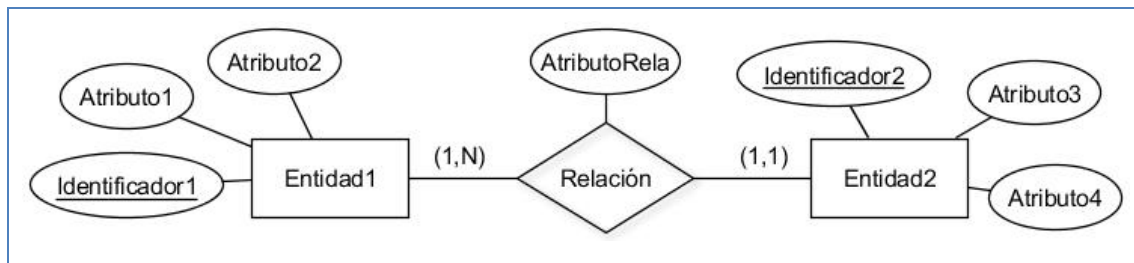 Atributo2
AtributoRela
Identificador2
Atributo1
Atributo3
(1,N)
(1,1)
Identificador1
Entidad1
Relación
Entidad2
Atributo4